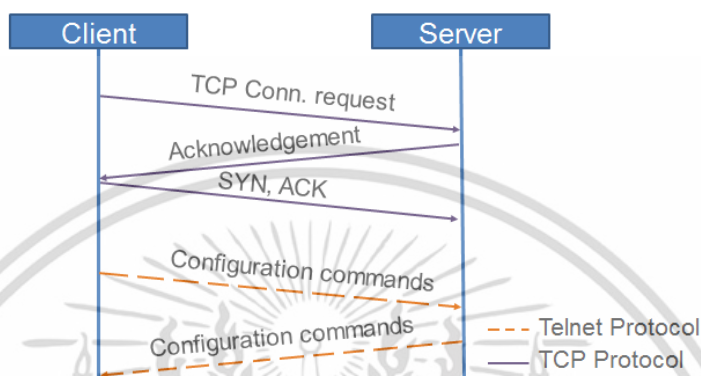 Client
Server
TCP Conn. request
Acknowledgement
SYN, ACK
Configuration commands
Configuration commands
Telnet Protocol
TCP Protocol